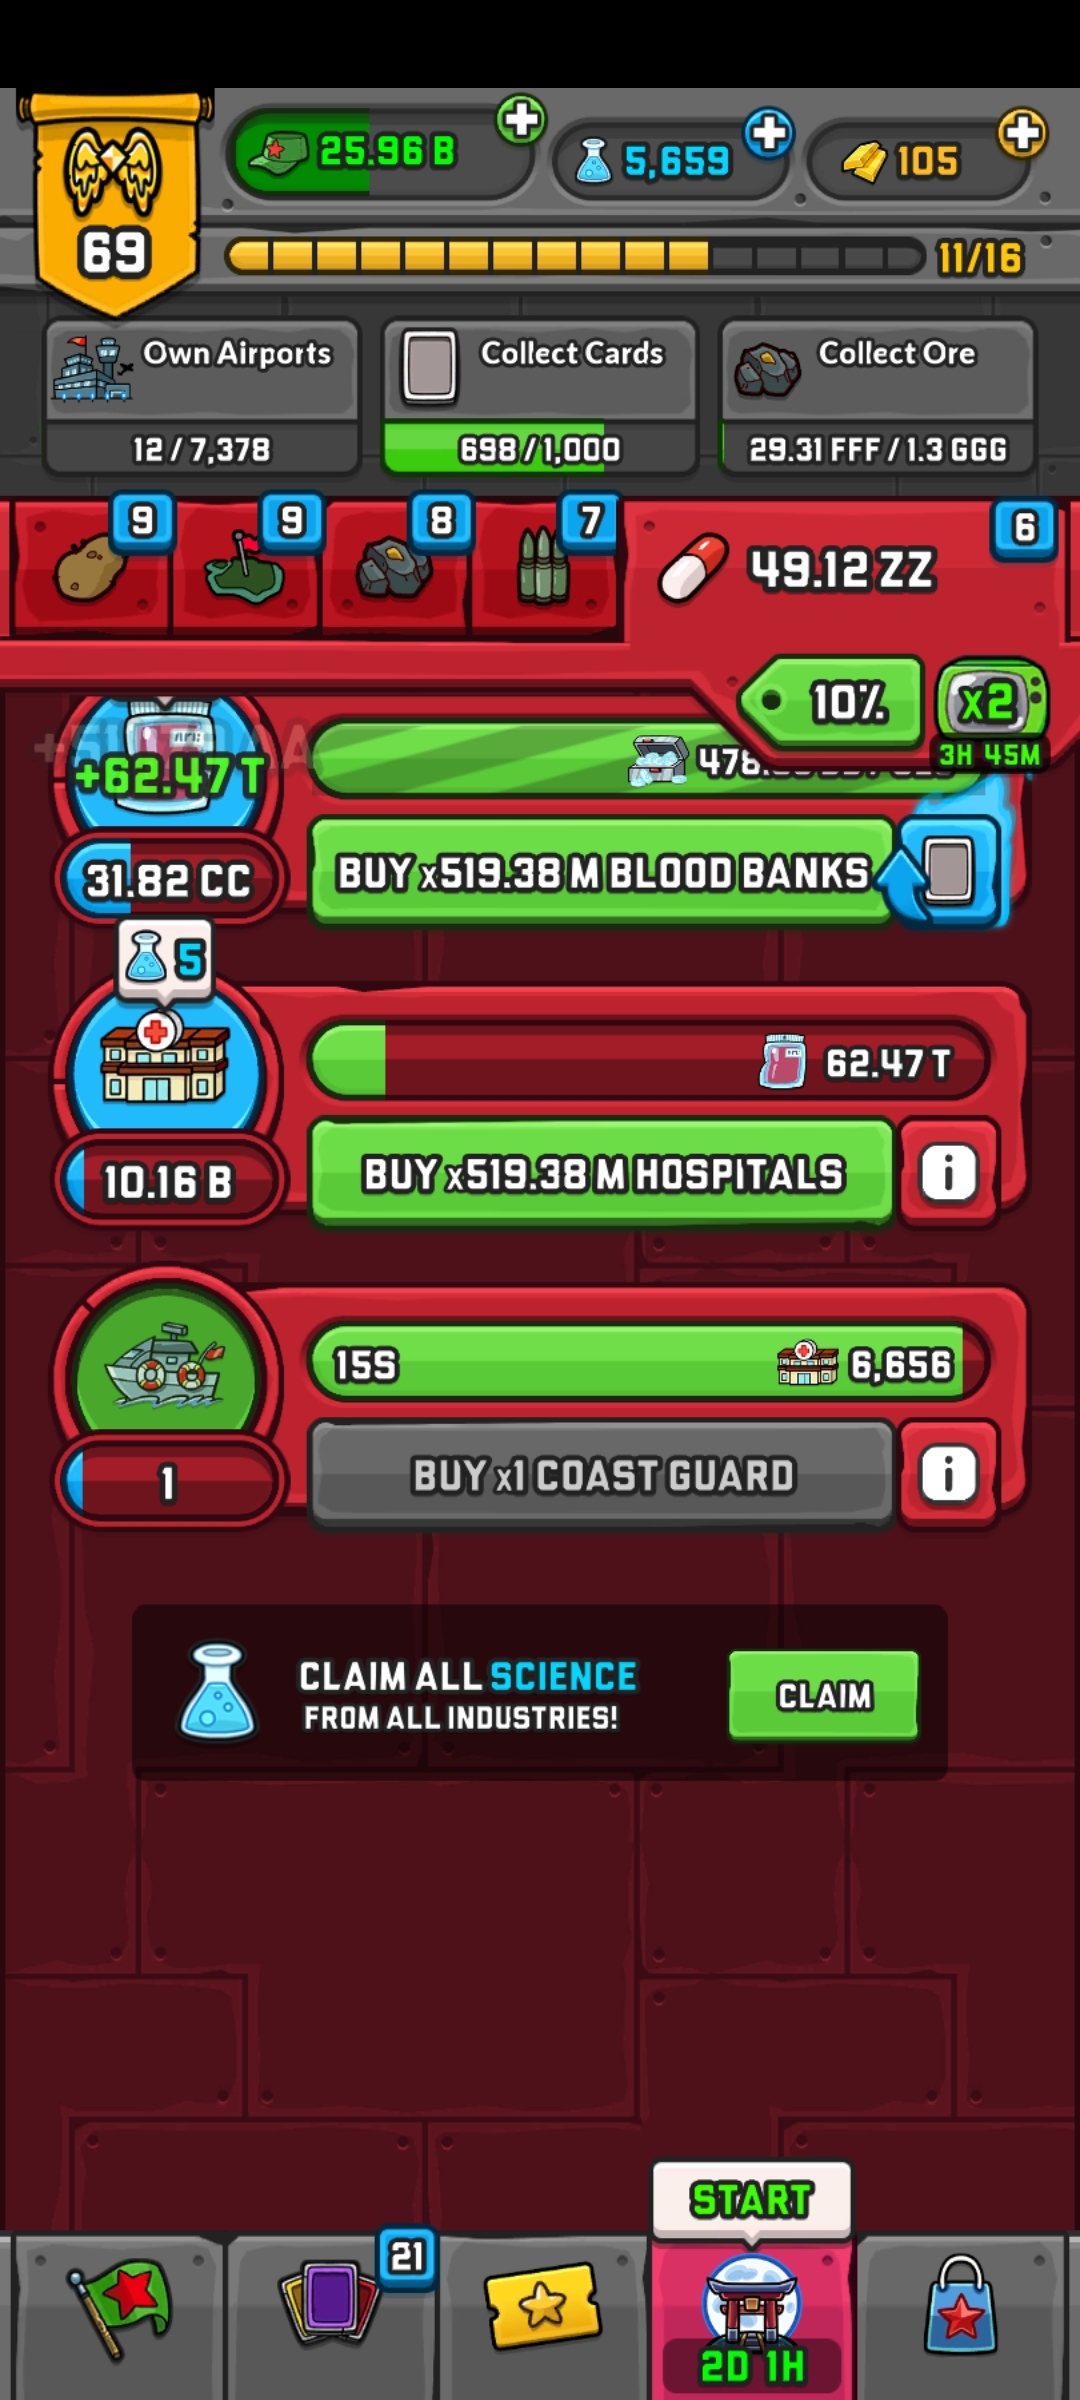 69
25.96 B
5,659
105
11/16
Own Airports
12 / 7,378
Collect Cards
698 / 1,000
Collect Ore
29.31 FFF / 1.3 GGG
9
9
8
7
49.12 ZZ
6
10%
x2
3H 45M
+62.47 T
478.
31.82 CC
BUY x519.38 M BLOOD BANKS
5
62.47 T
10.16 B
BUY x519.38 M HOSPITALS
i
15S
6,656
1
BUY x1 COAST GUARD
i
CLAIM ALL SCIENCE
FROM ALL INDUSTRIES!
CLAIM
START
21
2D 1H